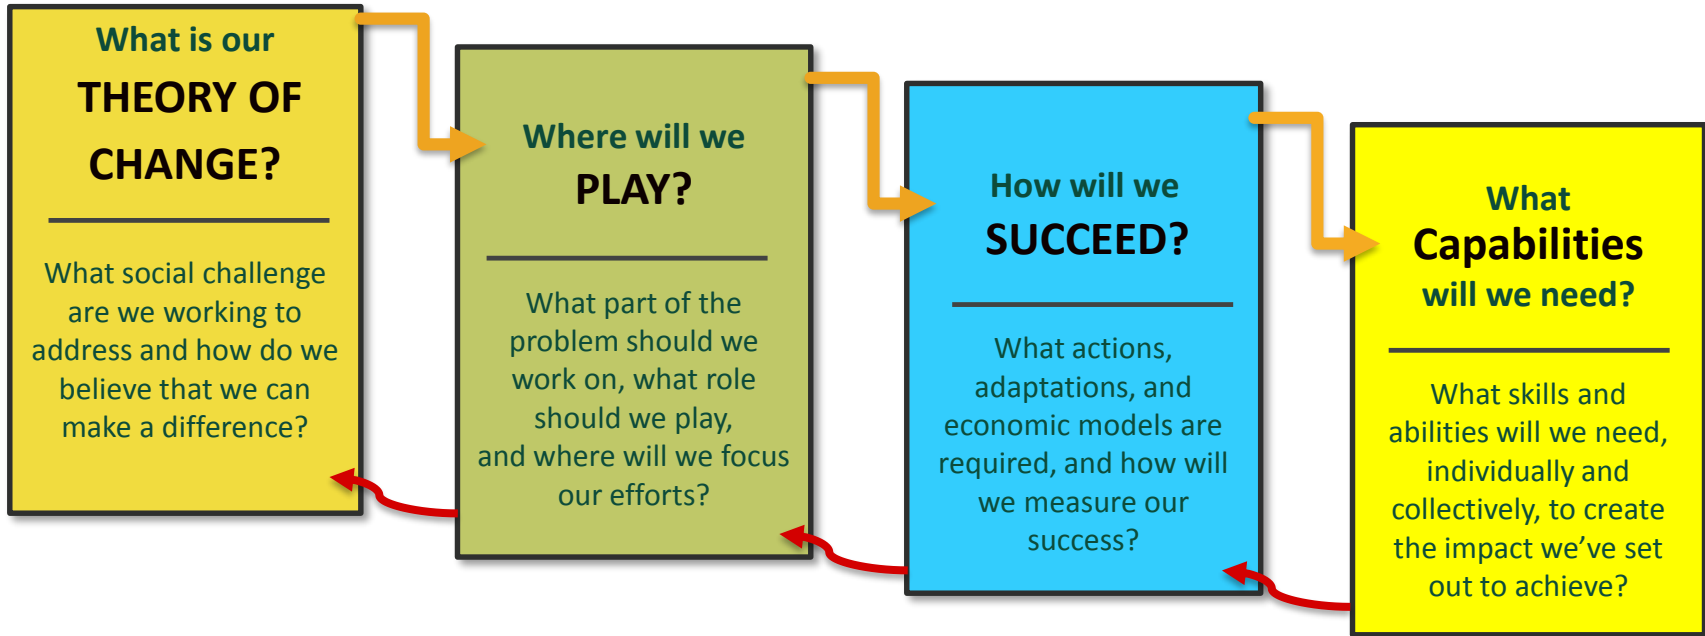 What is our
THEORY OF
CHANGE?
What social challenge
are we working to
address and how do we
believe that we can
make a difference?
Where will we
PLAY?
What part of the
problem should we
work on, what role
should we play,
and where will we focus
our efforts?
How will we
SUCCEED?
What actions,
adaptations, and
economic models are
required, and how will
we measure our
success?
What
Capabilities
will we need?
What skills and
abilities will we need,
individually and
collectively, to create
the impact we’ve set
out to achieve?